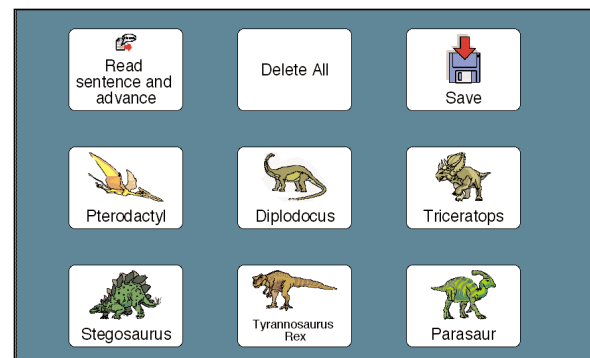 Read
sentence and
advance
Delete All
Save
Pterodactyl
Diplodocus
Triceratops
Stegosaurus
Tyrannosaurus
Rex
Parasaur